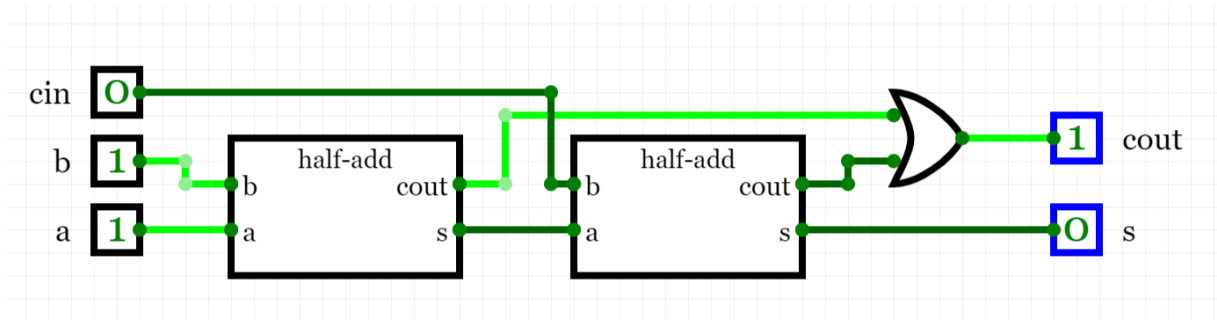 cin 0
b 1
a 1
half-add
b cout
a s
half-add
b cout
a s
1 cout
0 s